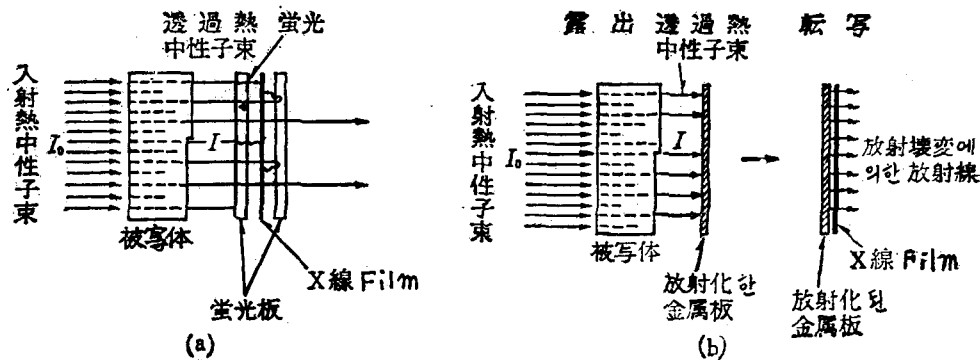 透過熱
中性子束
蛍光
入射熱中性子束
I₀
I
被写体
X線 Film
蛍光板
(a)
露出
透過熱
中性子束
転写
入射熱中性子束
I₀
I
被写体
放射化한
金属板
放射壊変에
의한 放射線
X線 Film
放射化된
金属板
(b)